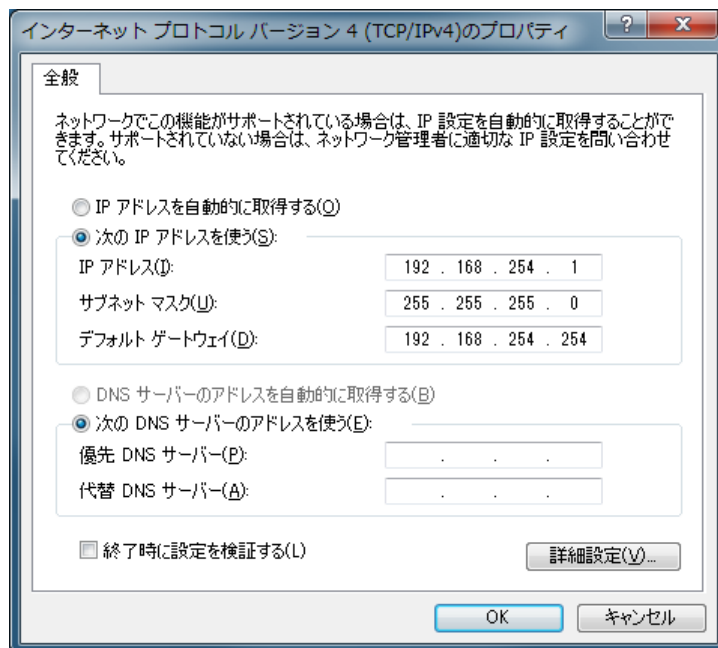 インターネット プロトコル バージョン 4 (TCP/IPv4)のプロパティ
全般
ネットワークでこの機能がサポートされている場合は、IP 設定を自動的に取得することがで
きます。サポートされていない場合は、ネットワーク管理者に適切な IP 設定を問い合わせ
てください。
IP アドレスを自動的に取得する(O)
次の IP アドレスを使う(S):
IP アドレス(I): 192 . 168 . 254 . 1
サブネット マスク(U): 255 . 255 . 255 . 0
デフォルト ゲートウェイ(D): 192 . 168 . 254 . 254
DNS サーバーのアドレスを自動的に取得する(B)
次の DNS サーバーのアドレスを使う(E):
優先 DNS サーバー(P): . . .
代替 DNS サーバー(A): . . .
終了時に設定を検証する(L)
詳細設定(V)...
OK キャンセル